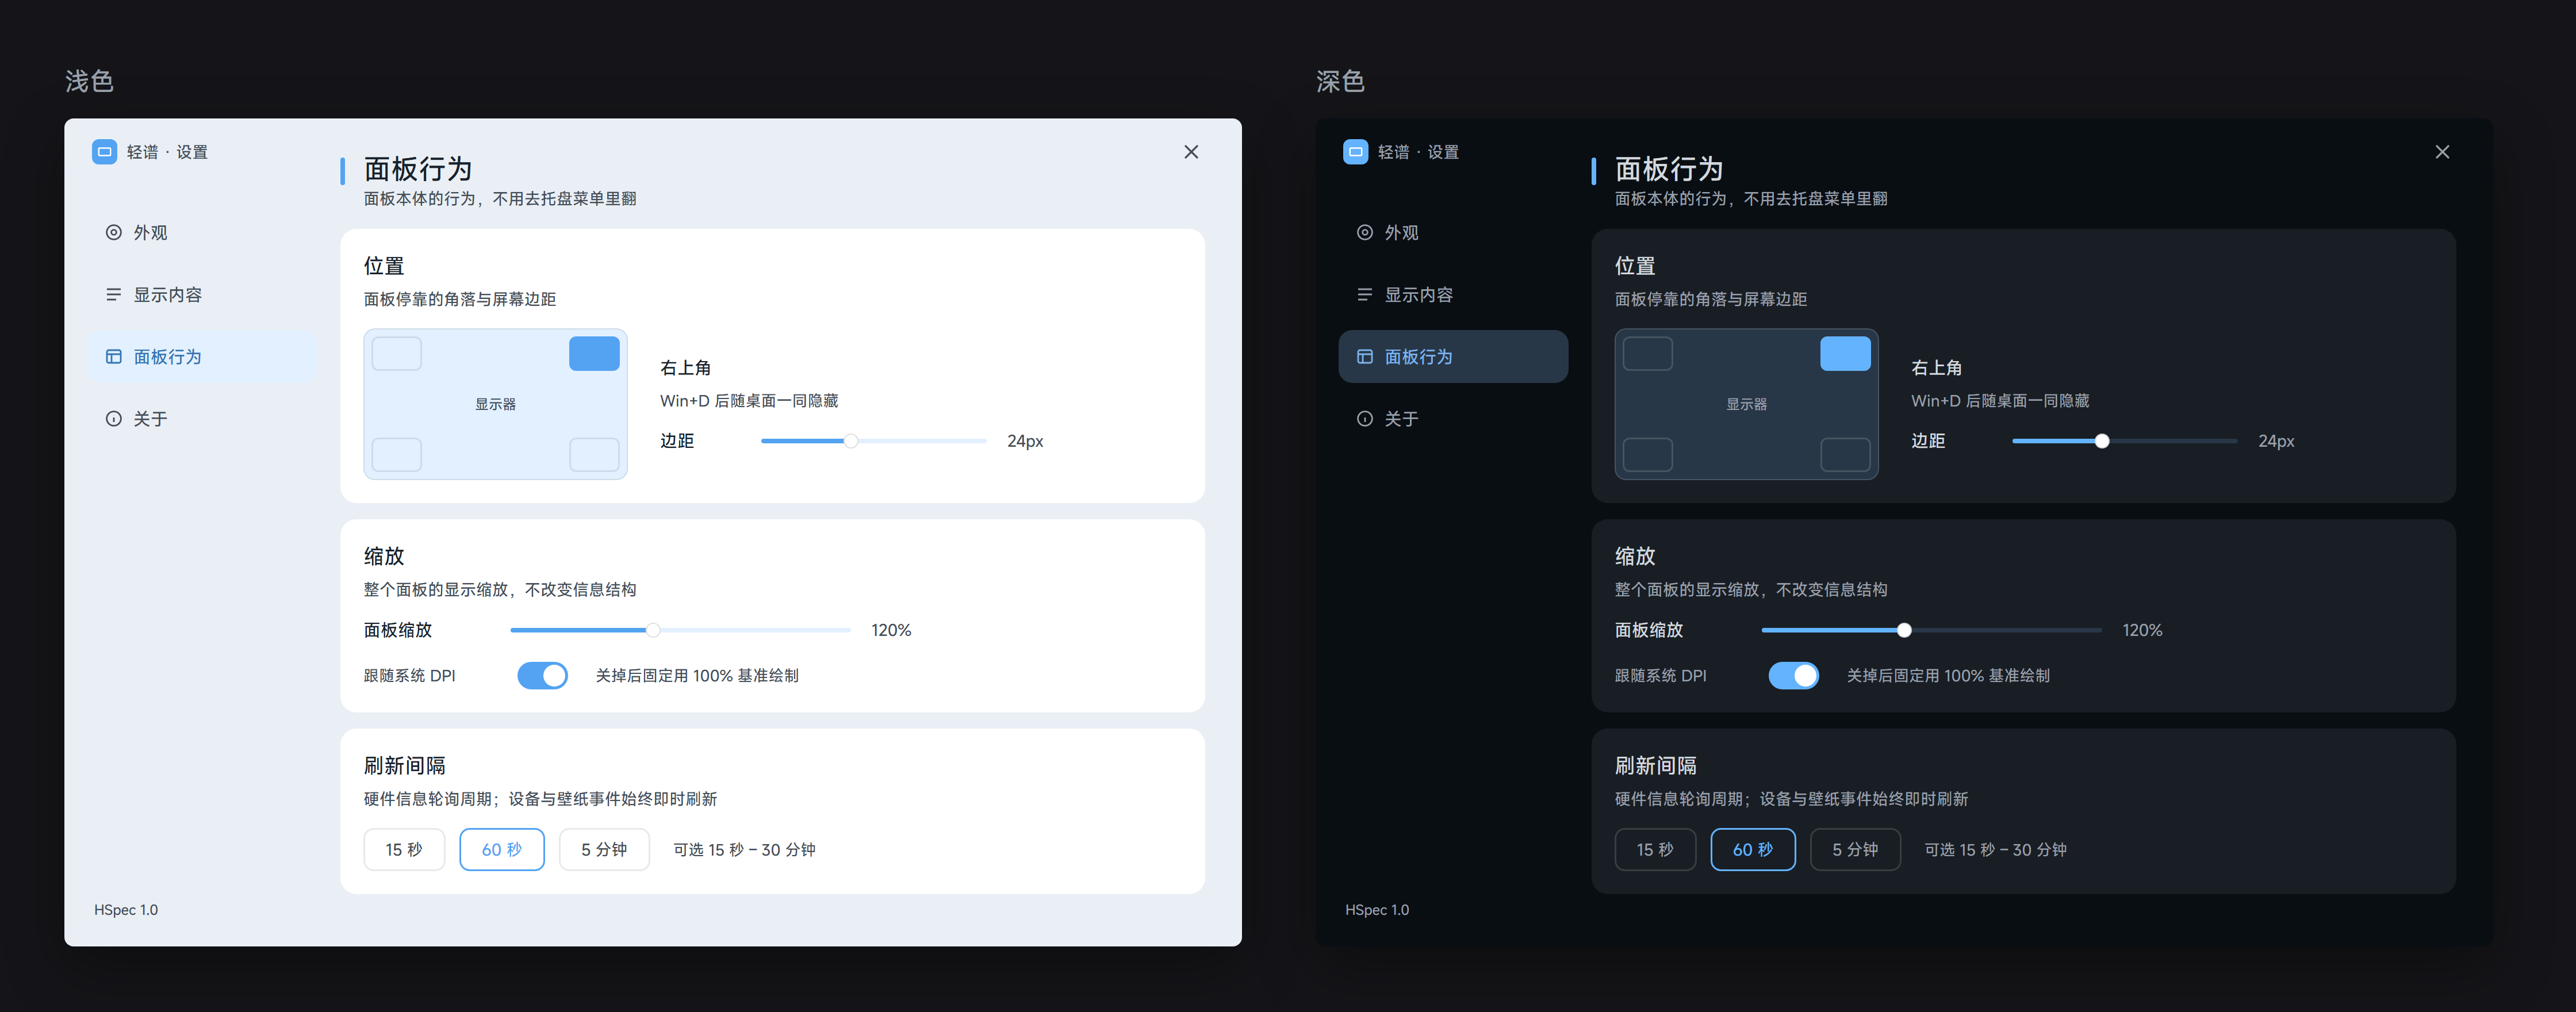 浅色
轻谱 · 设置
外观
显示内容
面板行为
关于
HSpec 1.0
面板行为
面板本体的行为，不用去托盘菜单里翻
位置
面板停靠的角落与屏幕边距
显示器
右上角
Win+D 后随桌面一同隐藏
边距 24px
缩放
整个面板的显示缩放，不改变信息结构
面板缩放 120%
跟随系统 DPI 关掉后固定用 100% 基准绘制
刷新间隔
硬件信息轮询周期；设备与壁纸事件始终即时刷新
15 秒 60 秒 5 分钟 可选 15 秒 – 30 分钟
深色
轻谱 · 设置
外观
显示内容
面板行为
关于
HSpec 1.0
面板行为
面板本体的行为，不用去托盘菜单里翻
位置
面板停靠的角落与屏幕边距
显示器
右上角
Win+D 后随桌面一同隐藏
边距 24px
缩放
整个面板的显示缩放，不改变信息结构
面板缩放 120%
跟随系统 DPI 关掉后固定用 100% 基准绘制
刷新间隔
硬件信息轮询周期；设备与壁纸事件始终即时刷新
15 秒 60 秒 5 分钟 可选 15 秒 – 30 分钟